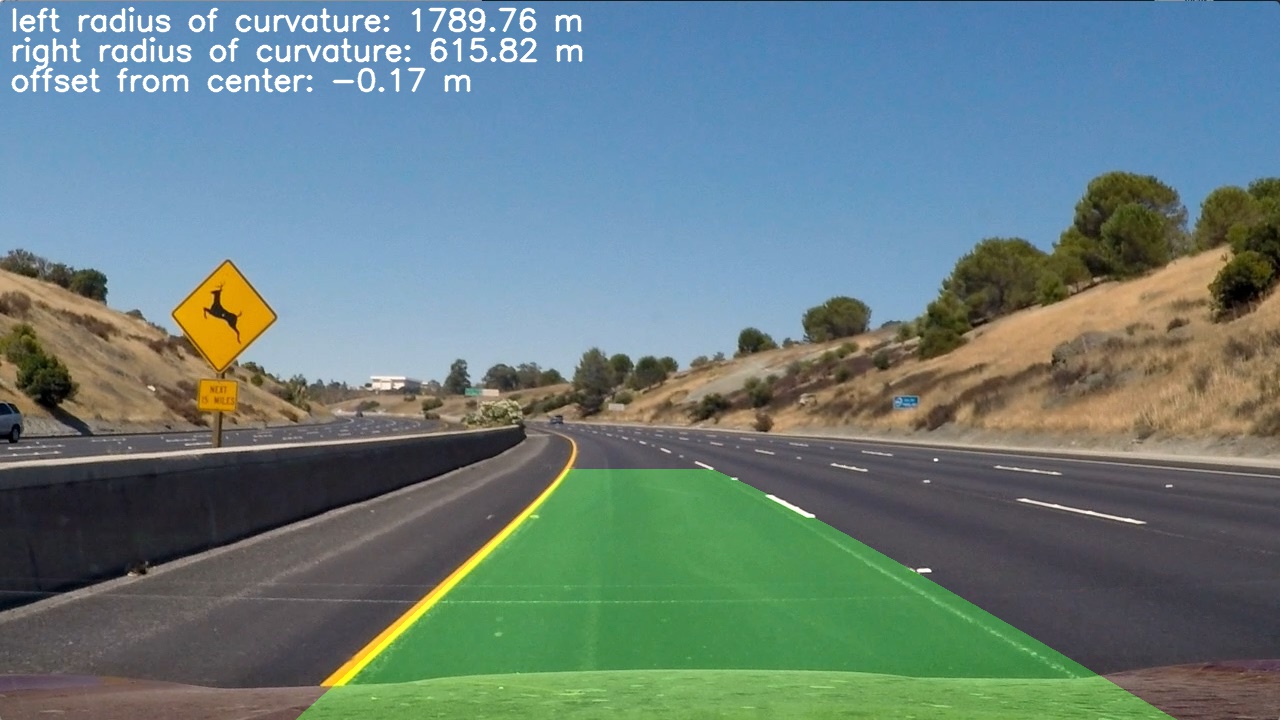 left radius of curvature: 1789.76 m
right radius of curvature: 615.82 m
offset from center: −0.17 m
NEXT
15 MILES